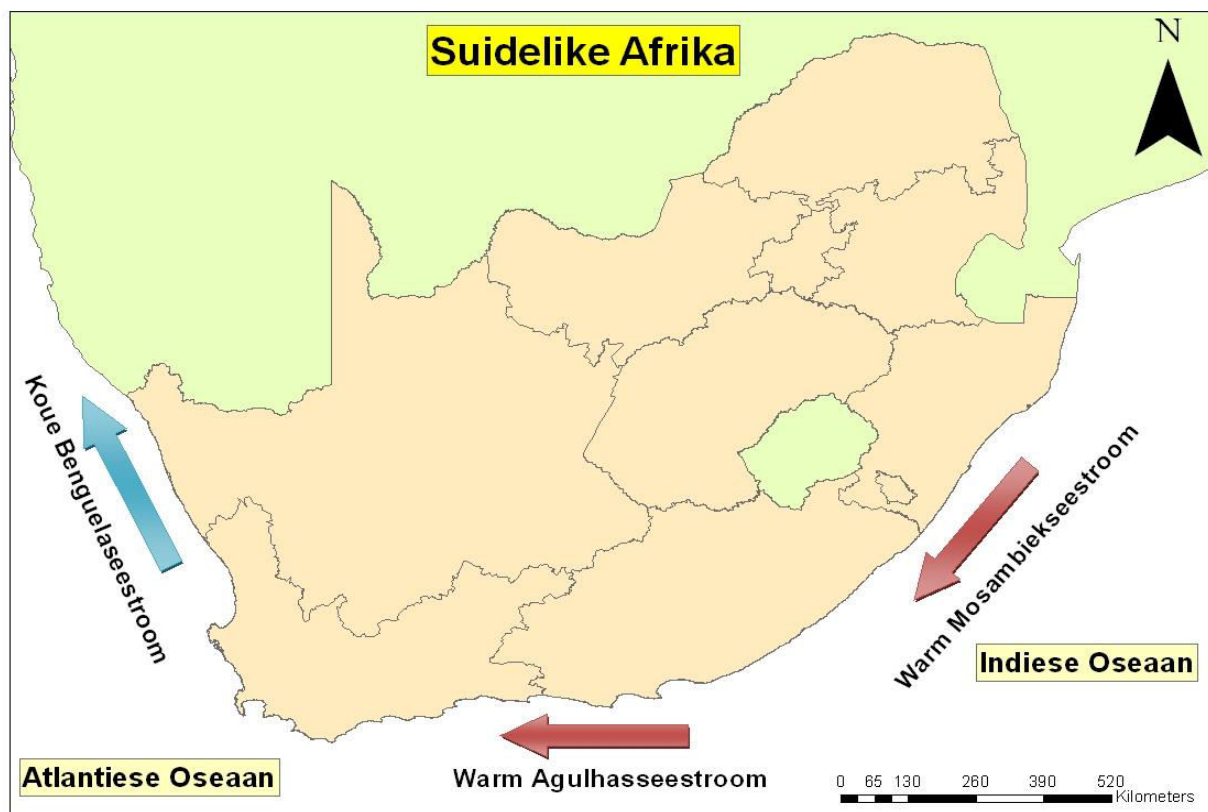 Suidelike Afrika
N
Koue Benguelaseestroom
Warm Mosambiekseestroom
Indiese Oseaan
Atlantiese Oseaan
Warm Agulhasseestroom
0 65 130 260 390 520
Kilometers